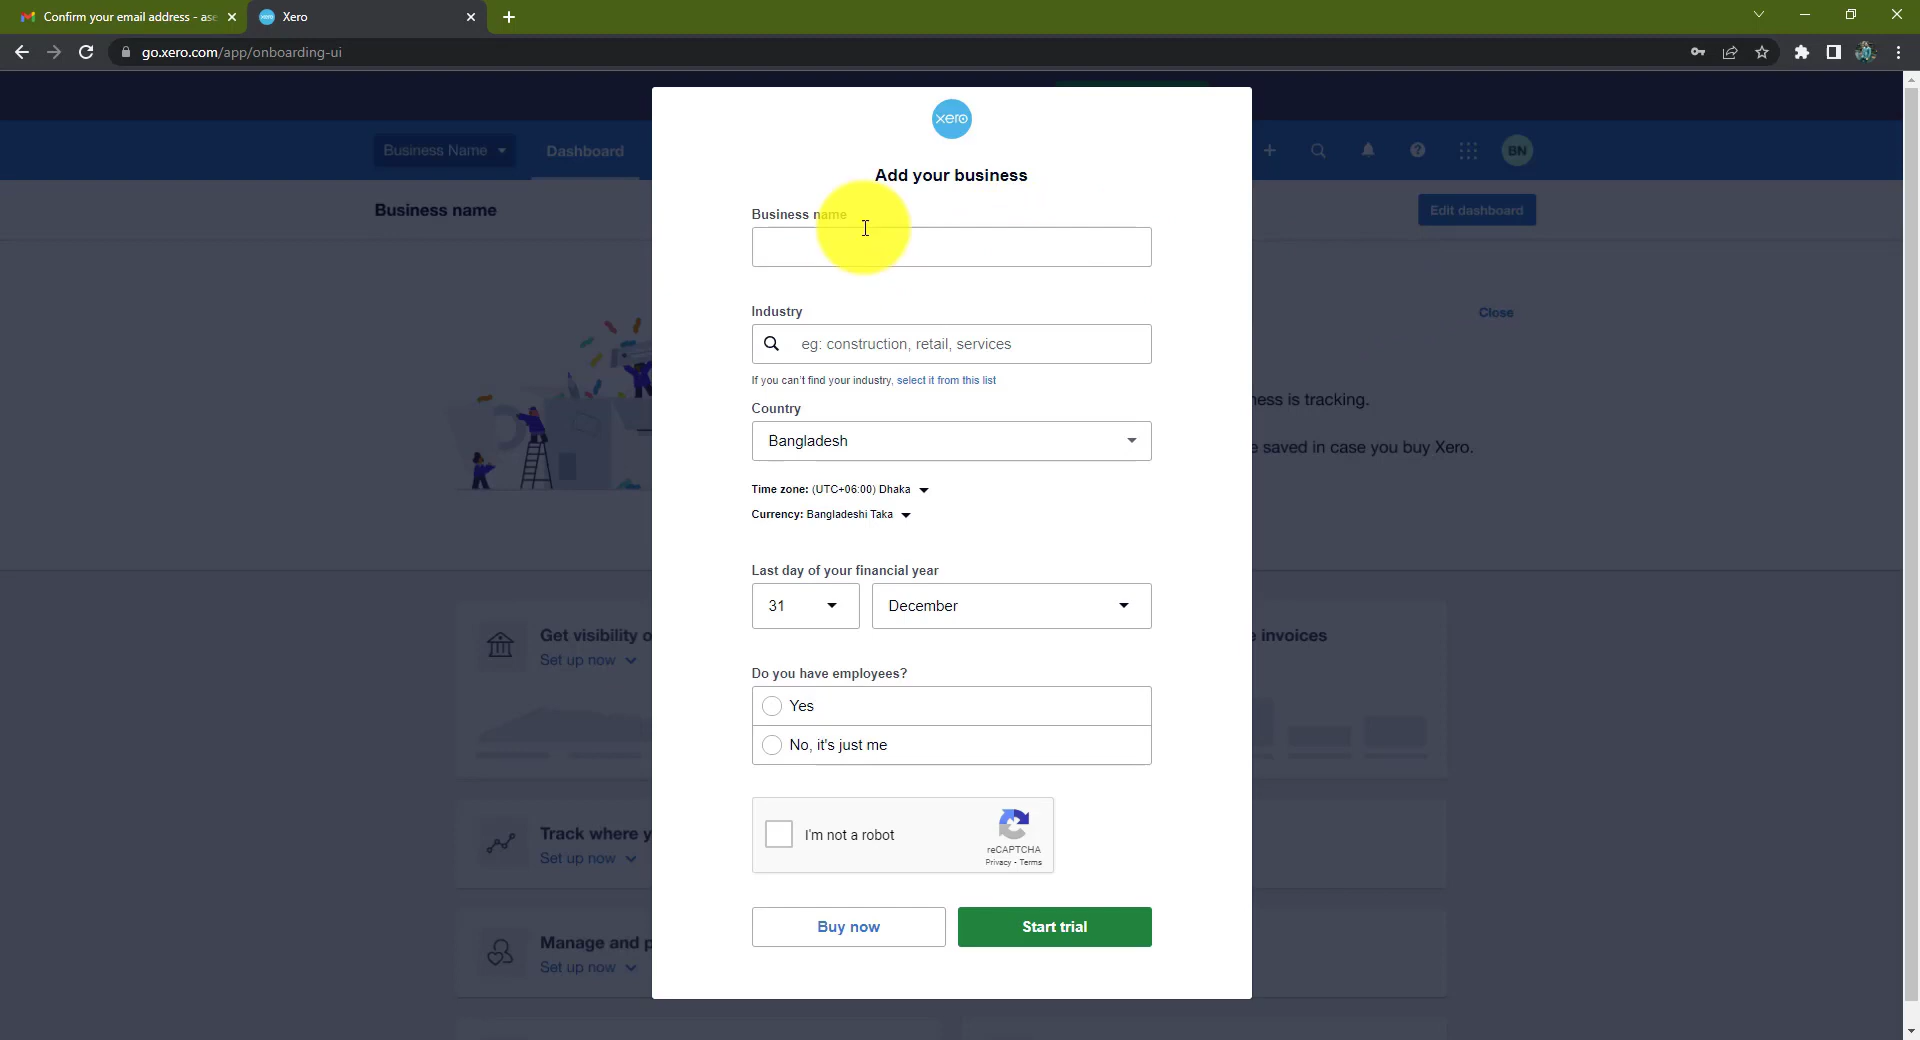 Confirm your email address - ase
Xero
go.xero.com/app/onboarding-ui
xero
Business Name
Dashboard
BN
Add your business
Business name
Edit dashboard
Business name
Industry
Close
eg: construction, retail, services
If you can't find your industry, select it from this list
Country
ness is tracking.
Bangladesh
e saved in case you buy Xero.
Time zone: (UTC+06:00) Dhaka
Currency: Bangladeshi Taka
Last day of your financial year
31
December
Get visibility o
e invoices
Set up now
Do you have employees?
Yes
No, it's just me
I'm not a robot
reCAPTCHA
Privacy - Terms
Track where y
Set up now
Buy now
Start trial
Manage and p
Set up now